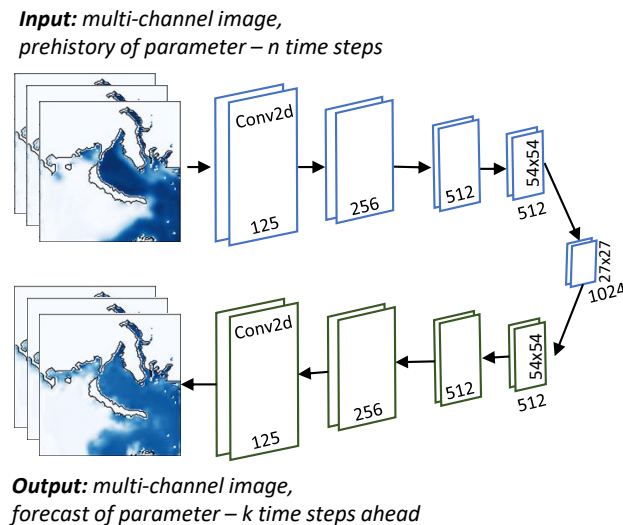 Input: multi-channel image,
prehistory of parameter – n time steps
Conv2d
125
256
512
54x54
512
27x27
1024
Conv2d
125
256
512
54x54
512
Output: multi-channel image,
forecast of parameter – k time steps ahead